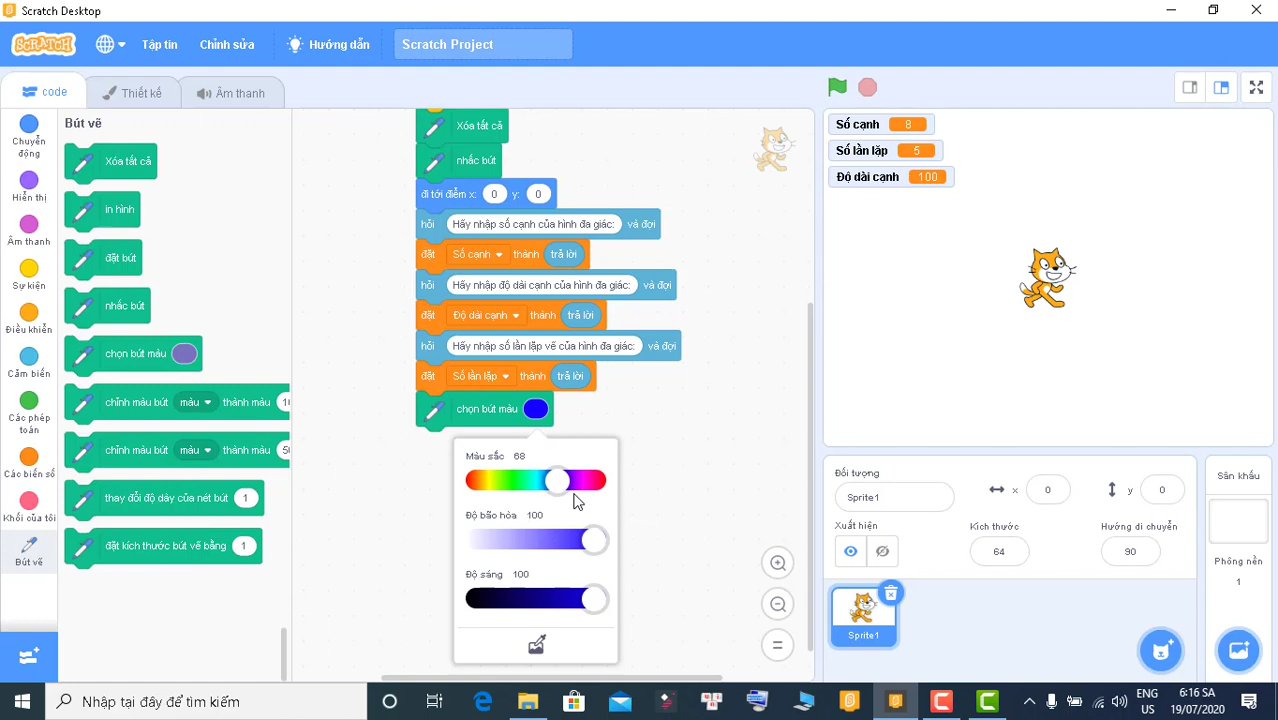 Scratch Desktop
SCRATCH
Tập tin
Chỉnh sửa
Hướng dẫn
Scratch Project
code
Thiết kế
Âm thanh
Chuyển động
Hiển thị
Âm thanh
Sự kiện
Điều khiển
Cảm biến
Các phép toán
Các biến số
Khối của tôi
Bút vẽ
Bút vẽ
Xóa tất cả
in hình
đặt bút
nhấc bút
chọn bút màu
chỉnh màu bút màu thành màu
chỉnh màu bút màu thành màu
thay đổi độ dày của nét bút 1
đặt kích thước bút vẽ bằng 1
Xóa tất cả
nhấc bút
đi tới điểm x: 0 y: 0
hỏi Hãy nhập số cạnh của hình đa giác: và đợi
đặt Số cạnh thành trả lời
hỏi Hãy nhập độ dài cạnh của hình đa giác: và đợi
đặt Độ dài cạnh thành trả lời
hỏi Hãy nhập số lần lặp vẽ của hình đa giác: và đợi
đặt Số lần lặp thành trả lời
chọn bút màu
Màu sắc 68
Độ bão hòa 100
Độ sáng 100
Số cạnh 8
Số lần lặp 5
Độ dài cạnh 100
Đối tượng
Sprite1
x 0
y 0
Xuất hiện
Kích thước
64
Hướng di chuyển
90
Sprite1
Sân khấu
Phông nền
1
Nhập tại đây để tìm kiếm
ENG
US
6:16 SA
19/07/2020